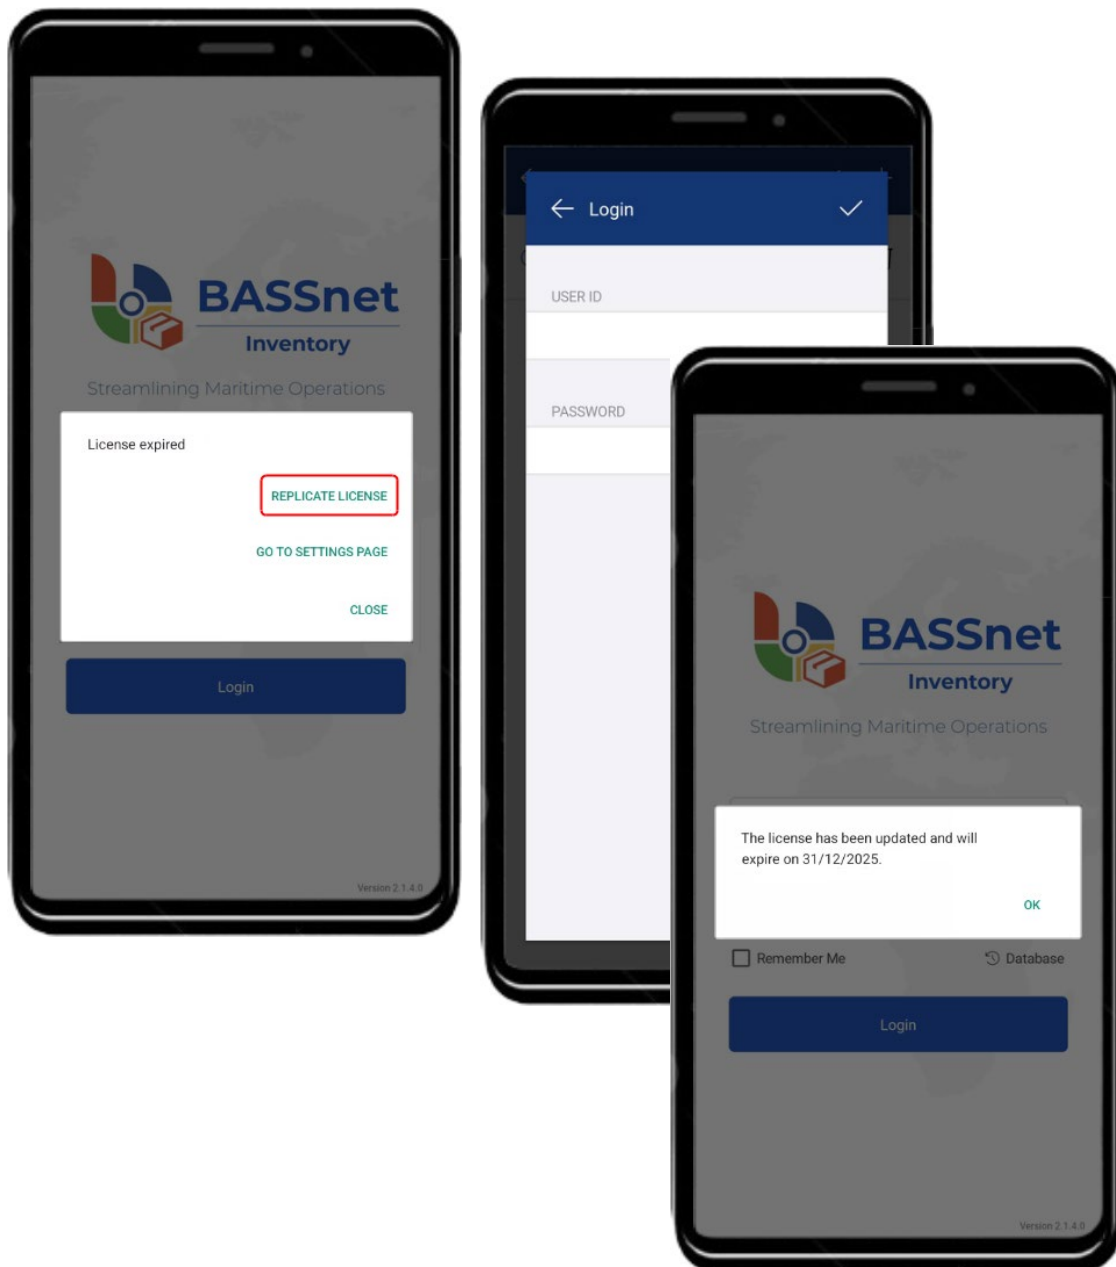 BASSnet
Inventory
Streamlining Maritime Operations
License expired
REPLICATE LICENSE
GO TO SETTINGS PAGE
CLOSE
Login
Version 2.1.4.0
Login
USER ID
PASSWORD
BASSnet
Inventory
Streamlining Maritime Operations
The license has been updated and will
expire on 31/12/2025.
OK
Remember Me
Database
Login
Version 2.1.4.0